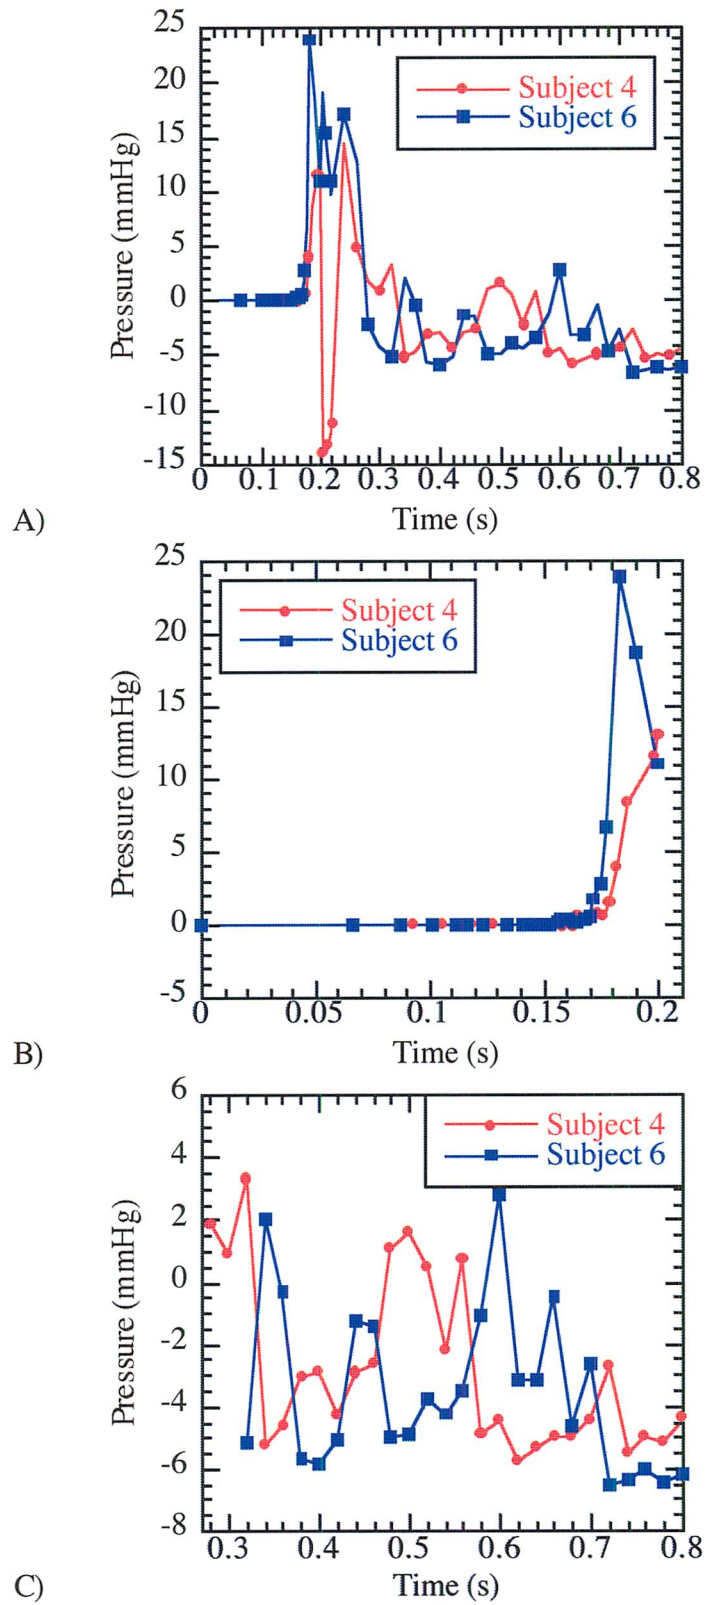 25
20
15
10
5
0
-5
-10
-15
Pressure (mmHg)
Subject 4
Subject 6
0 0.1 0.2 0.3 0.4 0.5 0.6 0.7 0.8
Time (s)
A)
25
20
15
10
5
0
-5
Pressure (mmHg)
Subject 4
Subject 6
0 0.05 0.1 0.15 0.2
Time (s)
B)
6
4
2
0
-2
-4
-6
-8
Pressure (mmHg)
Subject 4
Subject 6
0.3 0.4 0.5 0.6 0.7 0.8
Time (s)
C)